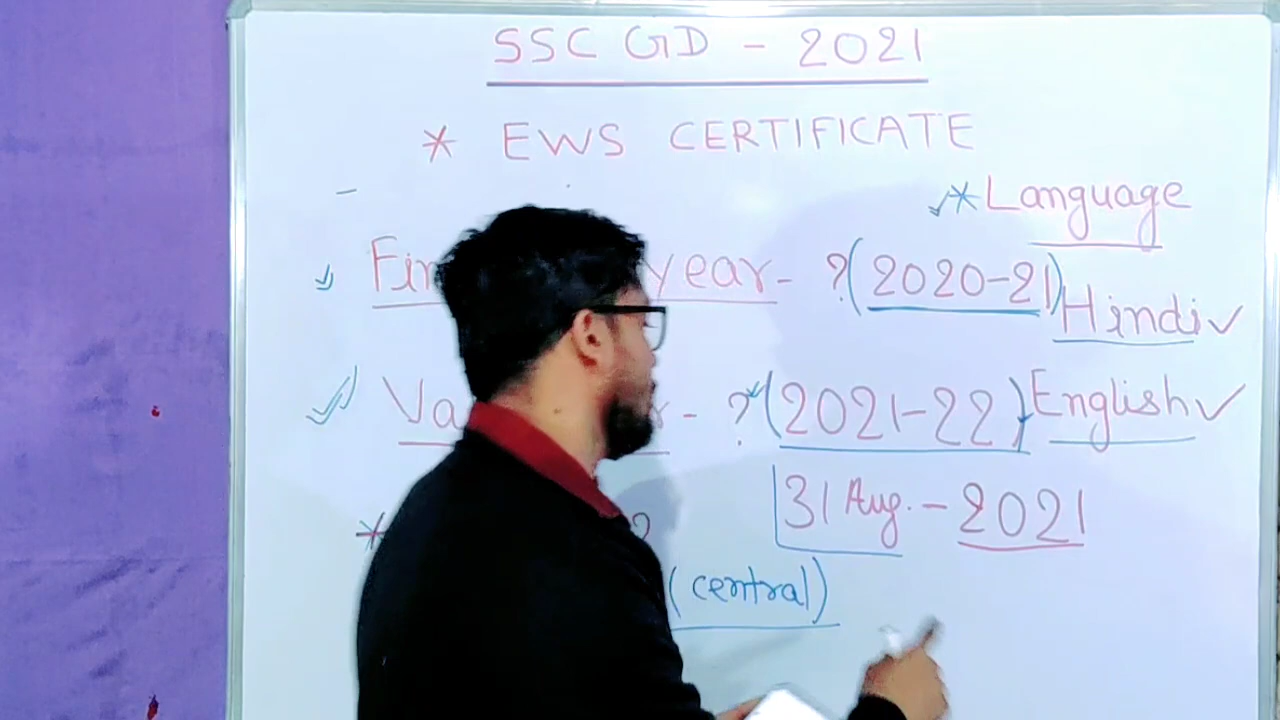 SSC GD - 2021
* EWS CERTIFICATE
* Language
year - ? (2020-21)
Hindi ✓
- ? (2021-22)
English ✓
31 Aug. - 2021
(central)